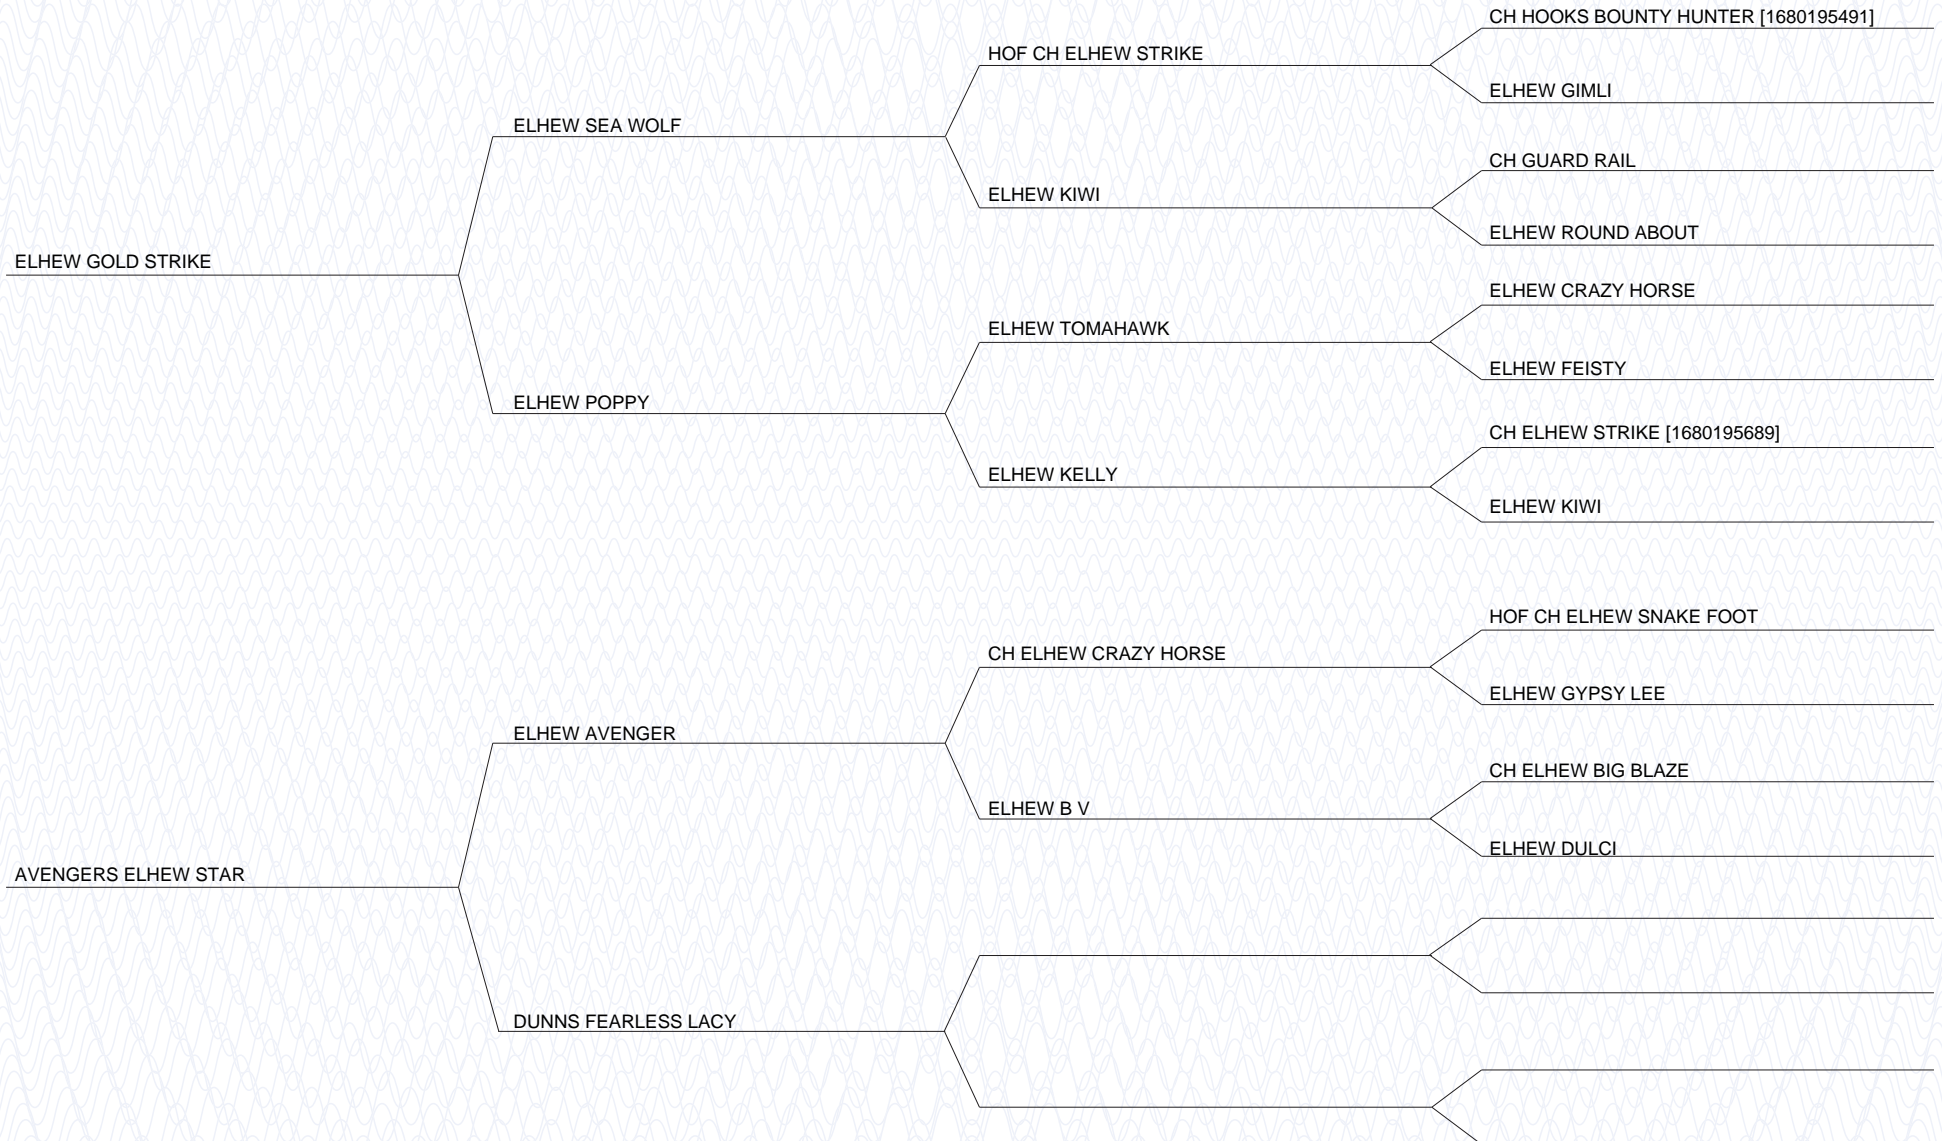 CH HOOKS BOUNTY HUNTER [1680195491]
HOF CH ELHEW STRIKE
ELHEW GIMLI
ELHEW SEA WOLF
CH GUARD RAIL
ELHEW KIWI
ELHEW ROUND ABOUT
ELHEW GOLD STRIKE
ELHEW CRAZY HORSE
ELHEW TOMAHAWK
ELHEW FEISTY
ELHEW POPPY
CH ELHEW STRIKE [1680195689]
ELHEW KELLY
ELHEW KIWI
HOF CH ELHEW SNAKE FOOT
CH ELHEW CRAZY HORSE
ELHEW GYPSY LEE
ELHEW AVENGER
CH ELHEW BIG BLAZE
ELHEW B V
ELHEW DULCI
AVENGERS ELHEW STAR
DUNNS FEARLESS LACY